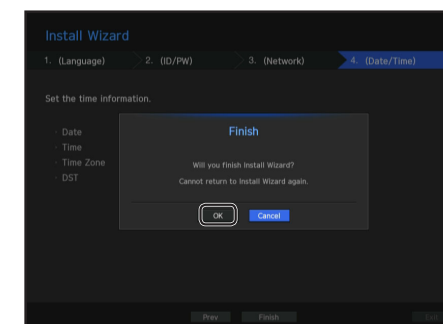 Install Wizard
1. (Language) 2. (ID/PW) 3. (Network) 4. (Date/Time)
Set the time information.
· Date
· Time
· Time Zone
· DST
Finish
Will you finish Install Wizard?
Cannot return to Install Wizard again.
OK Cancel
Prev Finish Exit